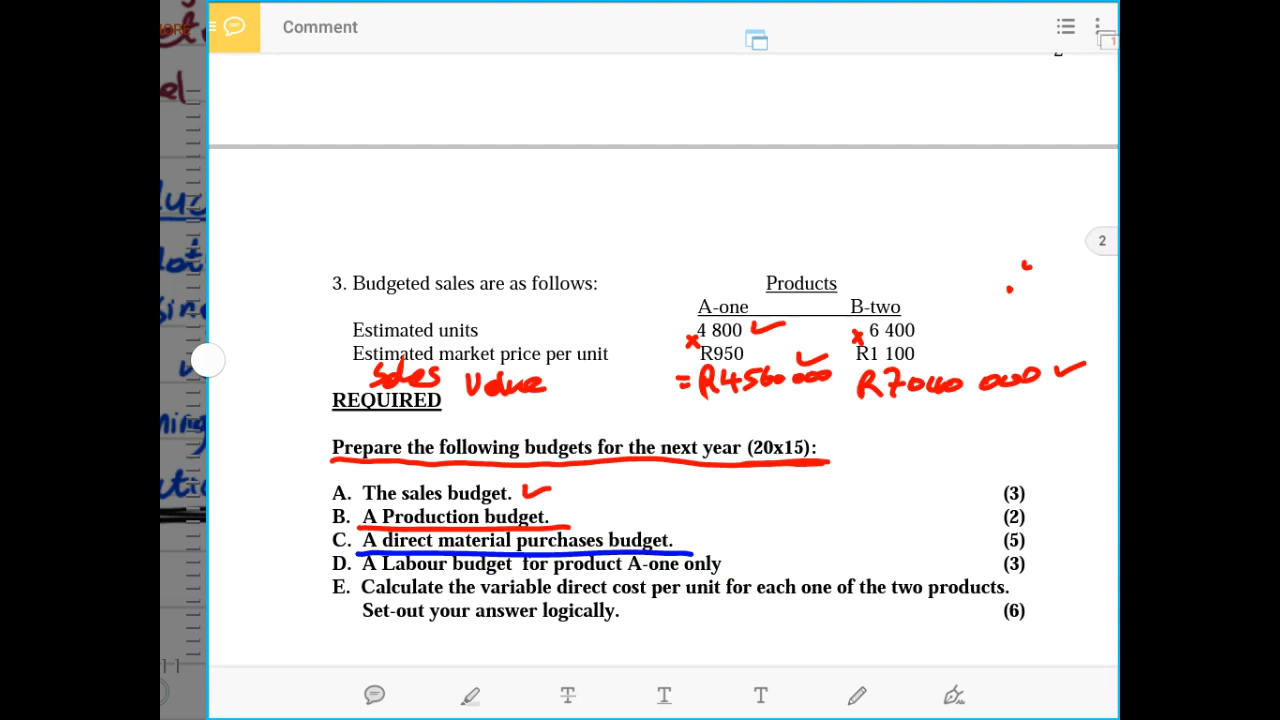 Comment
2
3. Budgeted sales are as follows: Products
A-one B-two
Estimated units 4 800 ✓ x 6 400
Estimated market price per unit x R950 R1 100
Sales Value = R4560 000 ✓ R7040 000 ✓
REQUIRED
Prepare the following budgets for the next year (20x15):
A. The sales budget. ✓ (3)
B. A Production budget. (2)
C. A direct material purchases budget. (5)
D. A Labour budget for product A-one only (3)
E. Calculate the variable direct cost per unit for each one of the two products.
Set-out your answer logically. (6)
T T T